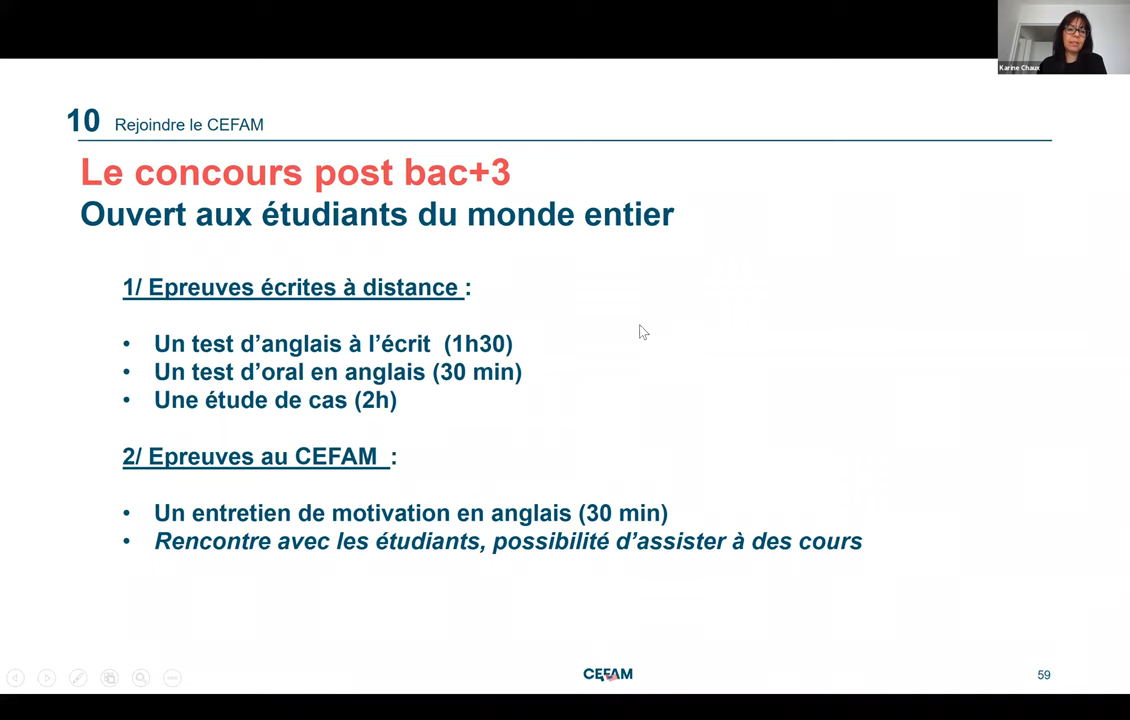 Karine Chaux
10 Rejoindre le CEFAM
Le concours post bac+3
Ouvert aux étudiants du monde entier
1/ Epreuves écrites à distance :
• Un test d’anglais à l’écrit (1h30)
• Un test d’oral en anglais (30 min)
• Une étude de cas (2h)
2/ Epreuves au CEFAM :
• Un entretien de motivation en anglais (30 min)
• Rencontre avec les étudiants, possibilité d’assister à des cours
CEFAM
59